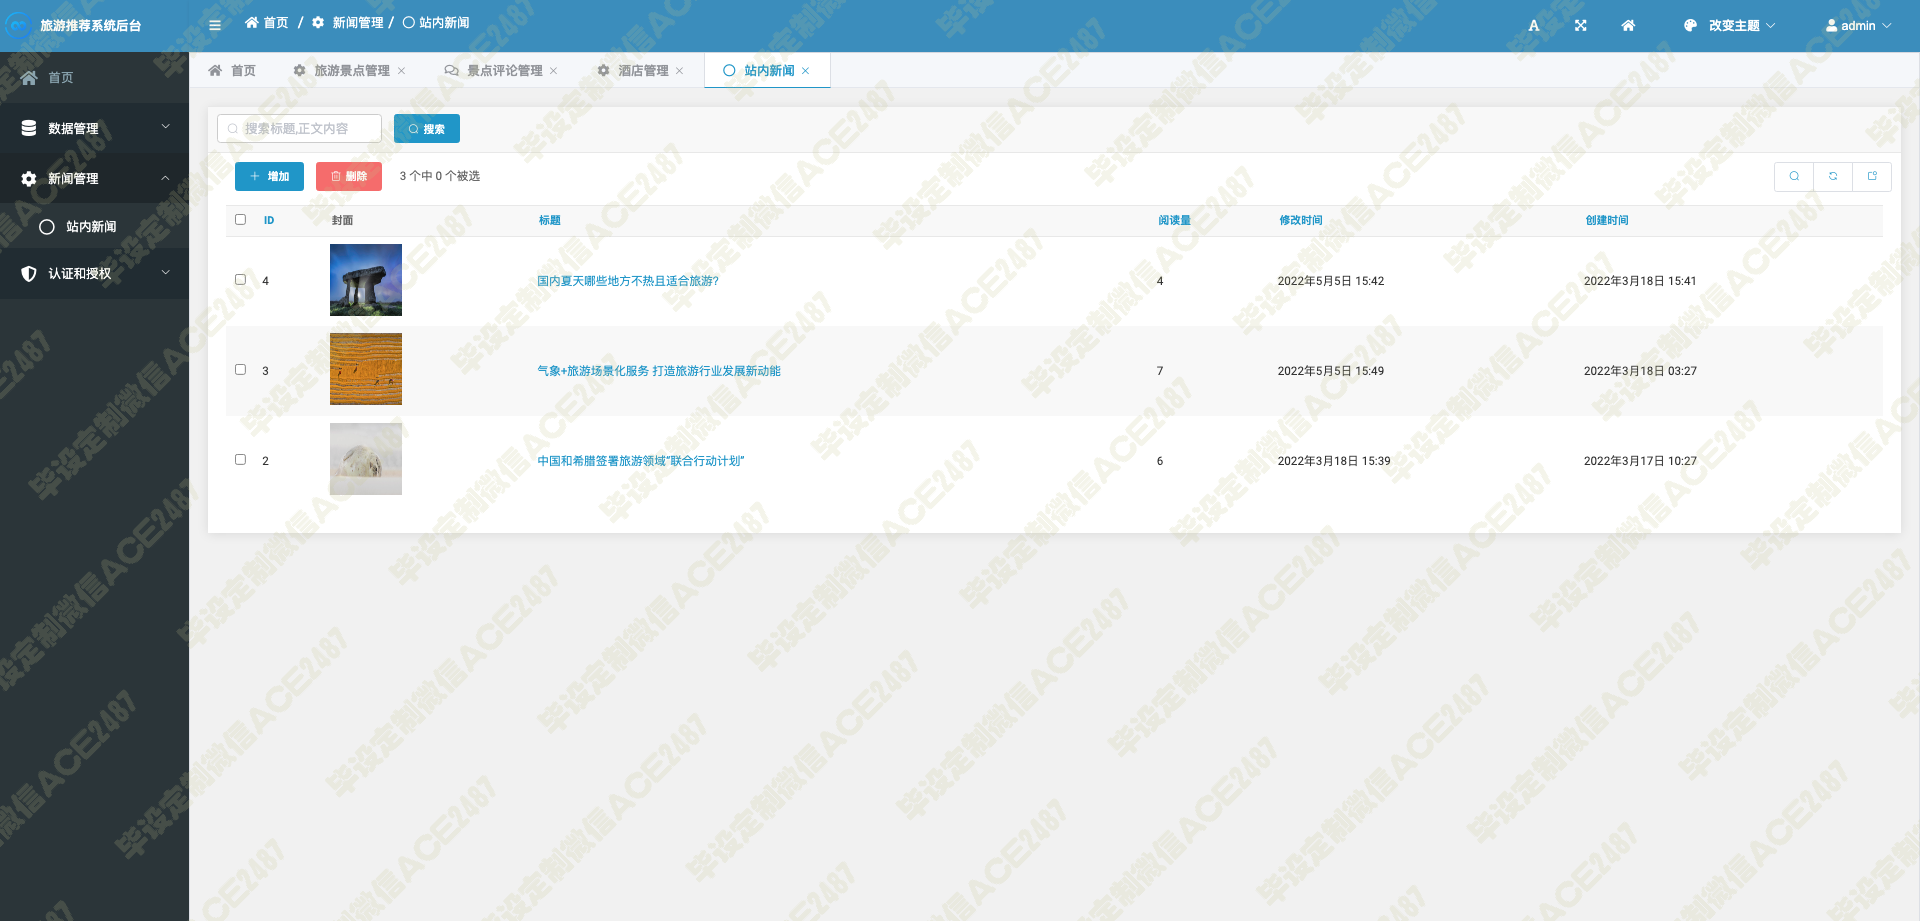 旅游推荐系统后台
首页 / 新闻管理 / 站内新闻
A
改变主题
admin
首页
数据管理
新闻管理
站内新闻
认证和授权
首页 旅游景点管理 景点评论管理 酒店管理 站内新闻
搜索标题,正文内容 搜索
增加 删除 3 个中 0 个被选
ID 封面 标题 阅读量 修改时间 创建时间
4 国内夏天哪些地方不热且适合旅游? 4 2022年5月5日 15:42 2022年3月18日 15:41
3 气象+旅游场景化服务 打造旅游行业发展新动能 7 2022年5月5日 15:49 2022年3月18日 03:27
2 中国和希腊签署旅游领域“联合行动计划” 6 2022年3月18日 15:39 2022年3月17日 10:27
毕设定制微信ACE2487